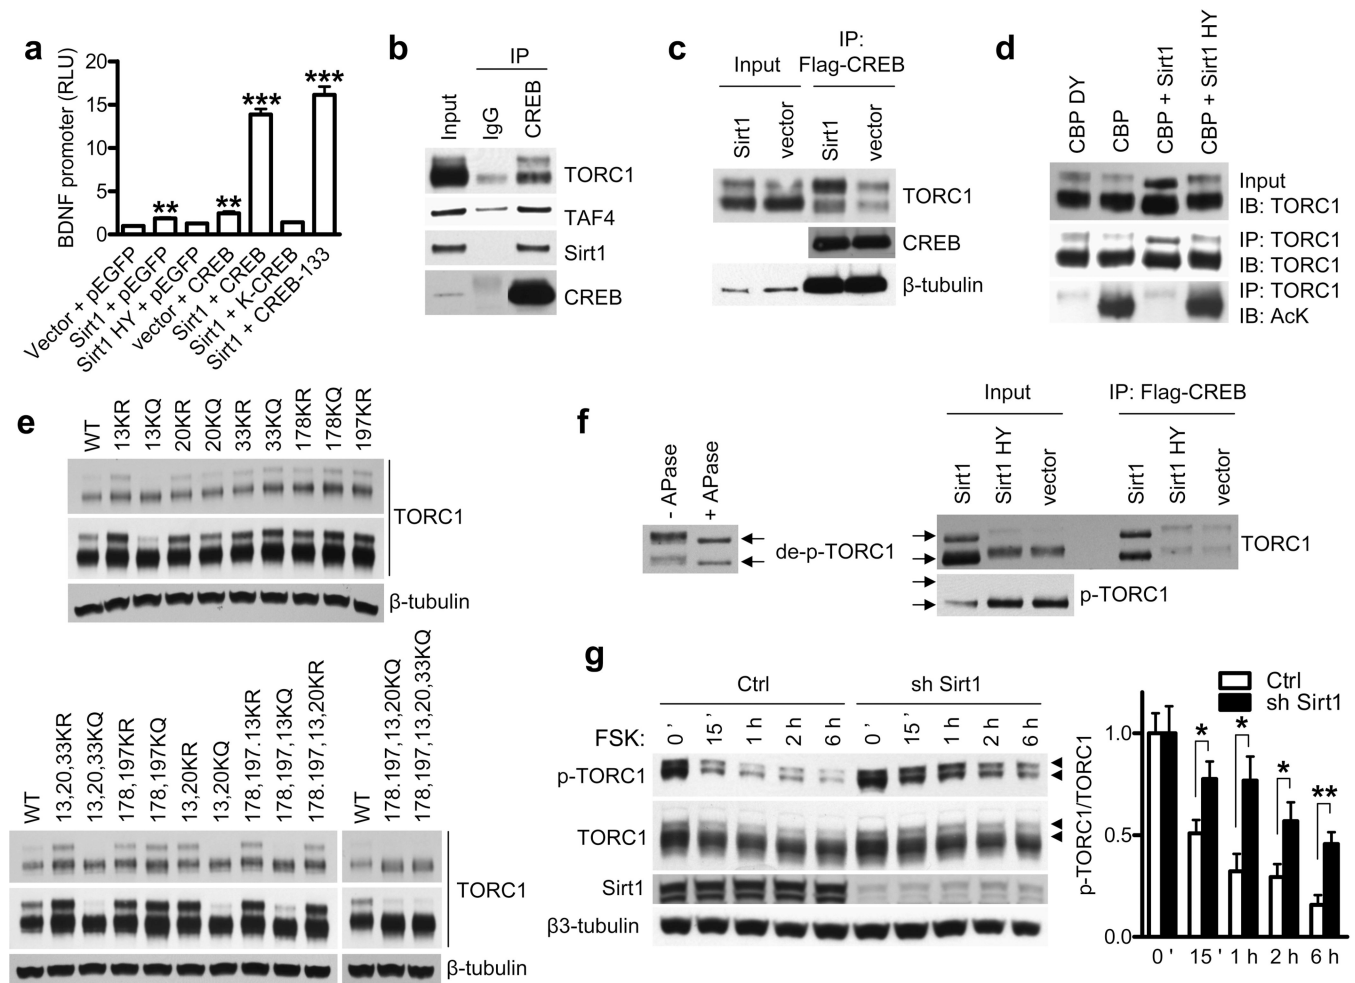 a
BDNF promoter (RLU)
20
15
10
5
0
**
**
***
***
Vector + pEGFP
Sirt1 + pEGFP
Sirt1 HY + pEGFP
vector + CREB
Sirt1 + CREB
Sirt1 + K-CREB
Sirt1 + CREB-133
b
IP
Input
IgG
CREB
TORC1
TAF4
Sirt1
CREB
c
Input
IP:
Flag-CREB
Sirt1
vector
Sirt1
vector
TORC1
CREB
β-tubulin
d
CBP DY
CBP
CBP + Sirt1
CBP + Sirt1 HY
Input
IB: TORC1
IP: TORC1
IB: TORC1
IP: TORC1
IB: AcK
e
WT
13KR
13KQ
20KR
20KQ
33KR
33KQ
178KR
178KQ
197KR
TORC1
β-tubulin
WT
13,20,33KR
13,20,33KQ
178,197KR
178,197KQ
13,20KR
13,20KQ
178,197.13KR
178,197,13KQ
178.197,13,20KR
WT
178.197,13,20KQ
178,197,13,20,33KQ
TORC1
β-tubulin
f
- APase
+ APase
de-p-TORC1
Input
IP: Flag-CREB
Sirt1
Sirt1 HY
vector
Sirt1
Sirt1 HY
vector
TORC1
p-TORC1
g
Ctrl
sh Sirt1
FSK: 0 ' 15 ' 1 h 2 h 6 h 0 ' 15 ' 1 h 2 h 6 h
p-TORC1
TORC1
Sirt1
β3-tubulin
Ctrl
sh Sirt1
p-TORC1/TORC1
1.0
0.5
0.0
*
*
*
**
0 ' 15 ' 1 h 2 h 6 h